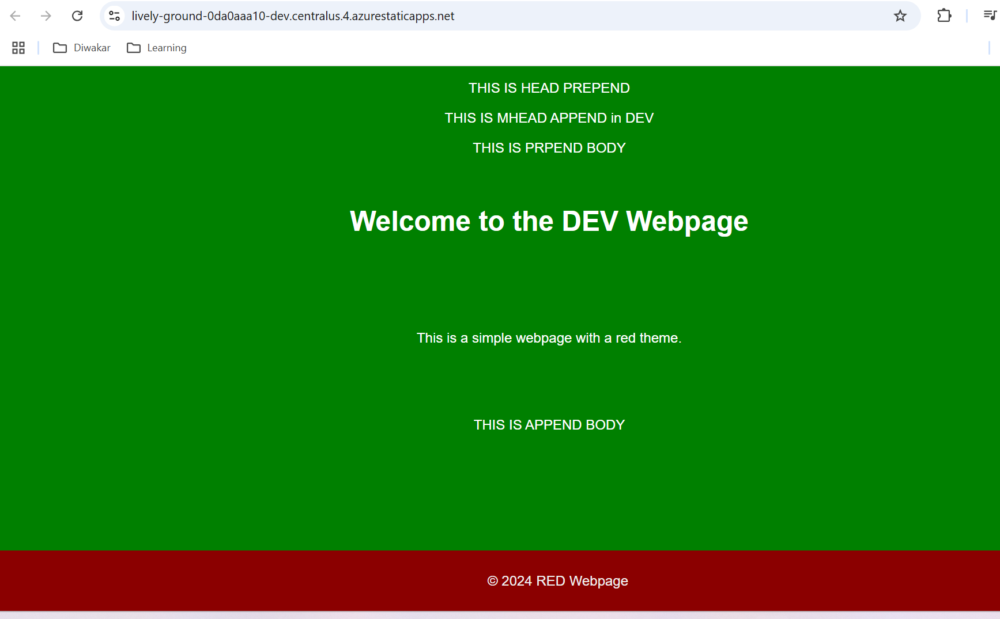 lively-ground-0da0aaa10-dev.centralus.4.azurestaticapps.net
Diwakar Learning
THIS IS HEAD PREPEND
THIS IS MHEAD APPEND in DEV
THIS IS PRPEND BODY
Welcome to the DEV Webpage
This is a simple webpage with a red theme.
THIS IS APPEND BODY
© 2024 RED Webpage